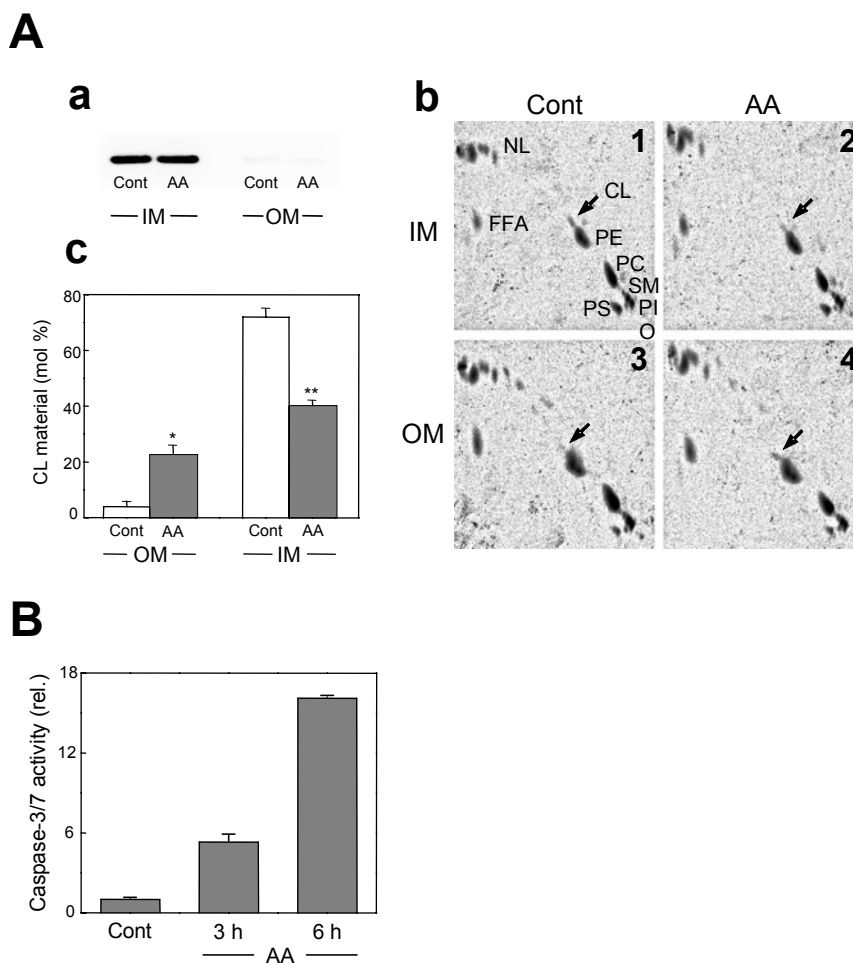 A
a
Cont AA Cont AA
IM OM
b
Cont AA
IM
OM
1
NL
CL
FFA
PE
PC
SM
PS
PI
O
2
3
4
c
CL material (mol %)
80
60
40
20
0
*
**
Cont AA Cont AA
OM IM
B
Caspase-3/7 activity (rel.)
18
12
6
0
Cont 3 h 6 h
AA